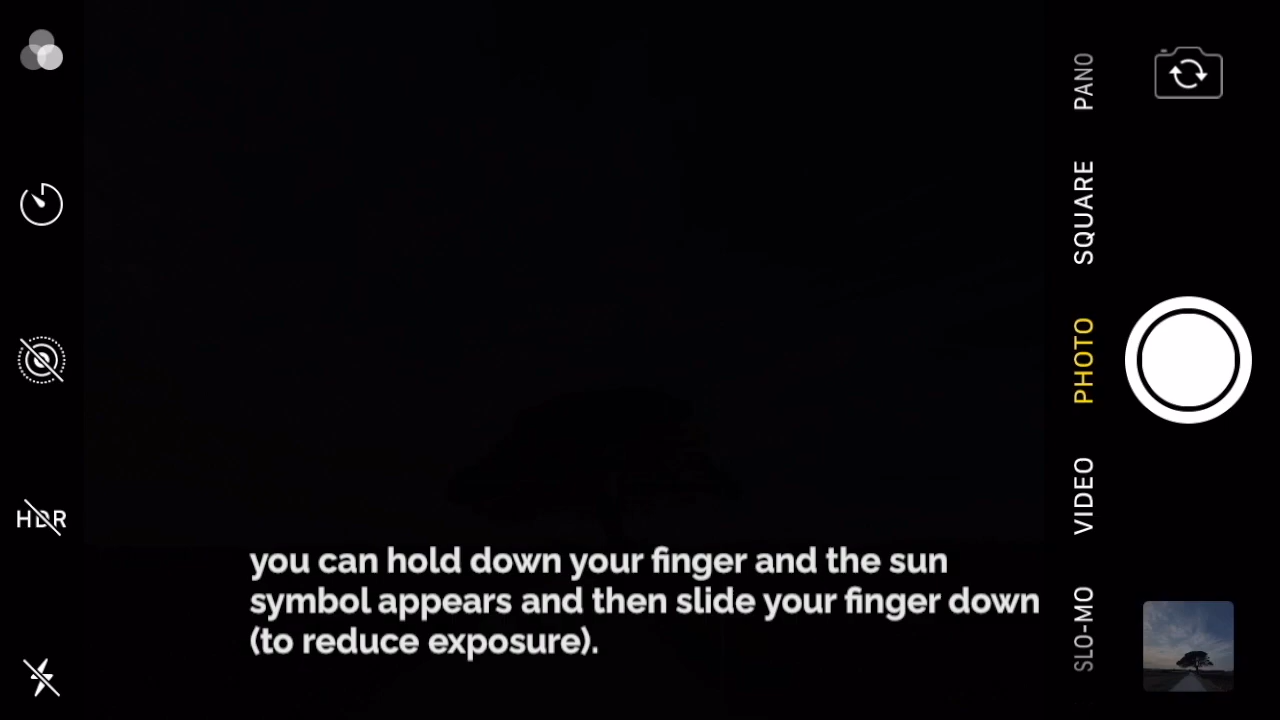 PANO
SQUARE
PHOTO
VIDEO
SLO-MO
HDR
you can hold down your finger and the sun
symbol appears and then slide your finger down
(to reduce exposure).